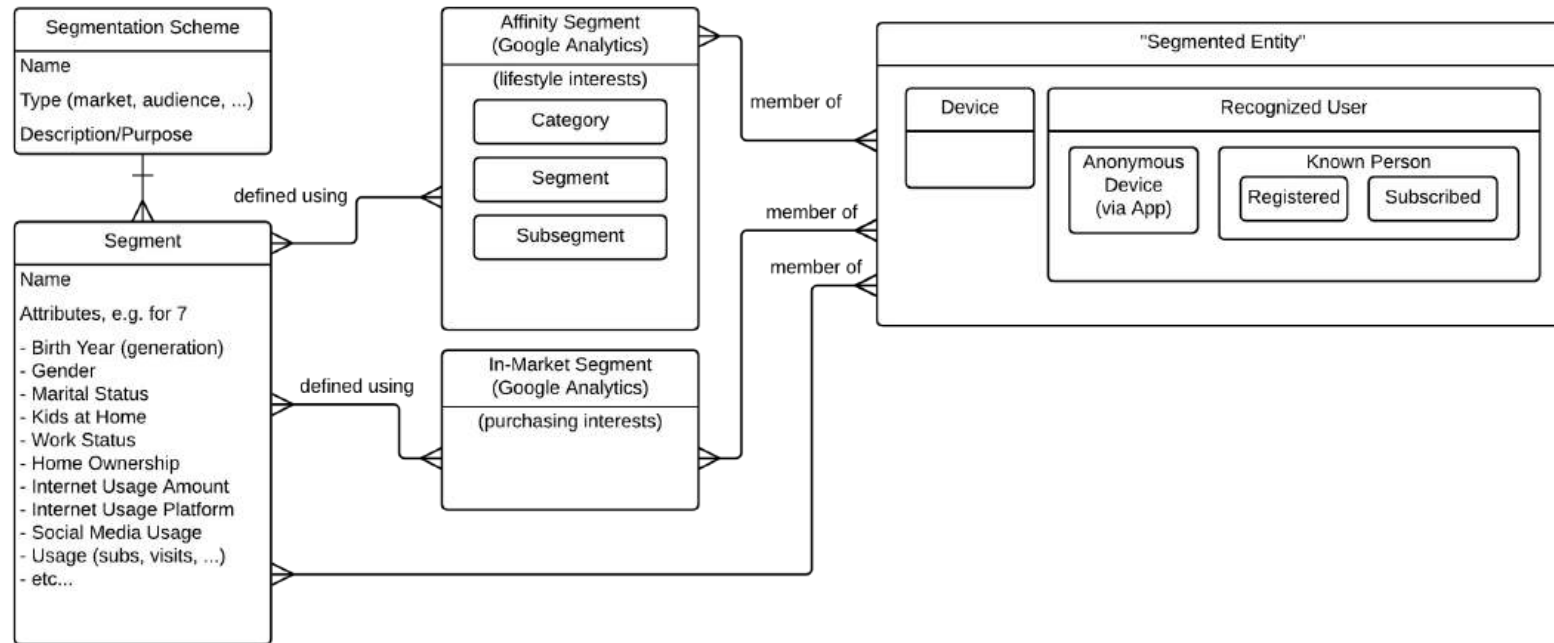 Segmentation Scheme
Name
Type (market, audience, ...)
Description/Purpose
Segment
Name
Attributes, e.g. for 7
- Birth Year (generation)
- Gender
- Marital Status
- Kids at Home
- Work Status
- Home Ownership
- Internet Usage Amount
- Internet Usage Platform
- Social Media Usage
- Usage (subs, visits, ...)
- etc...
defined using
defined using
Affinity Segment
(Google Analytics)
(lifestyle interests)
Category
Segment
Subsegment
In-Market Segment
(Google Analytics)
(purchasing interests)
member of
member of
member of
"Segmented Entity"
Device
Recognized User
Anonymous
Device
(via App)
Known Person
Registered
Subscribed